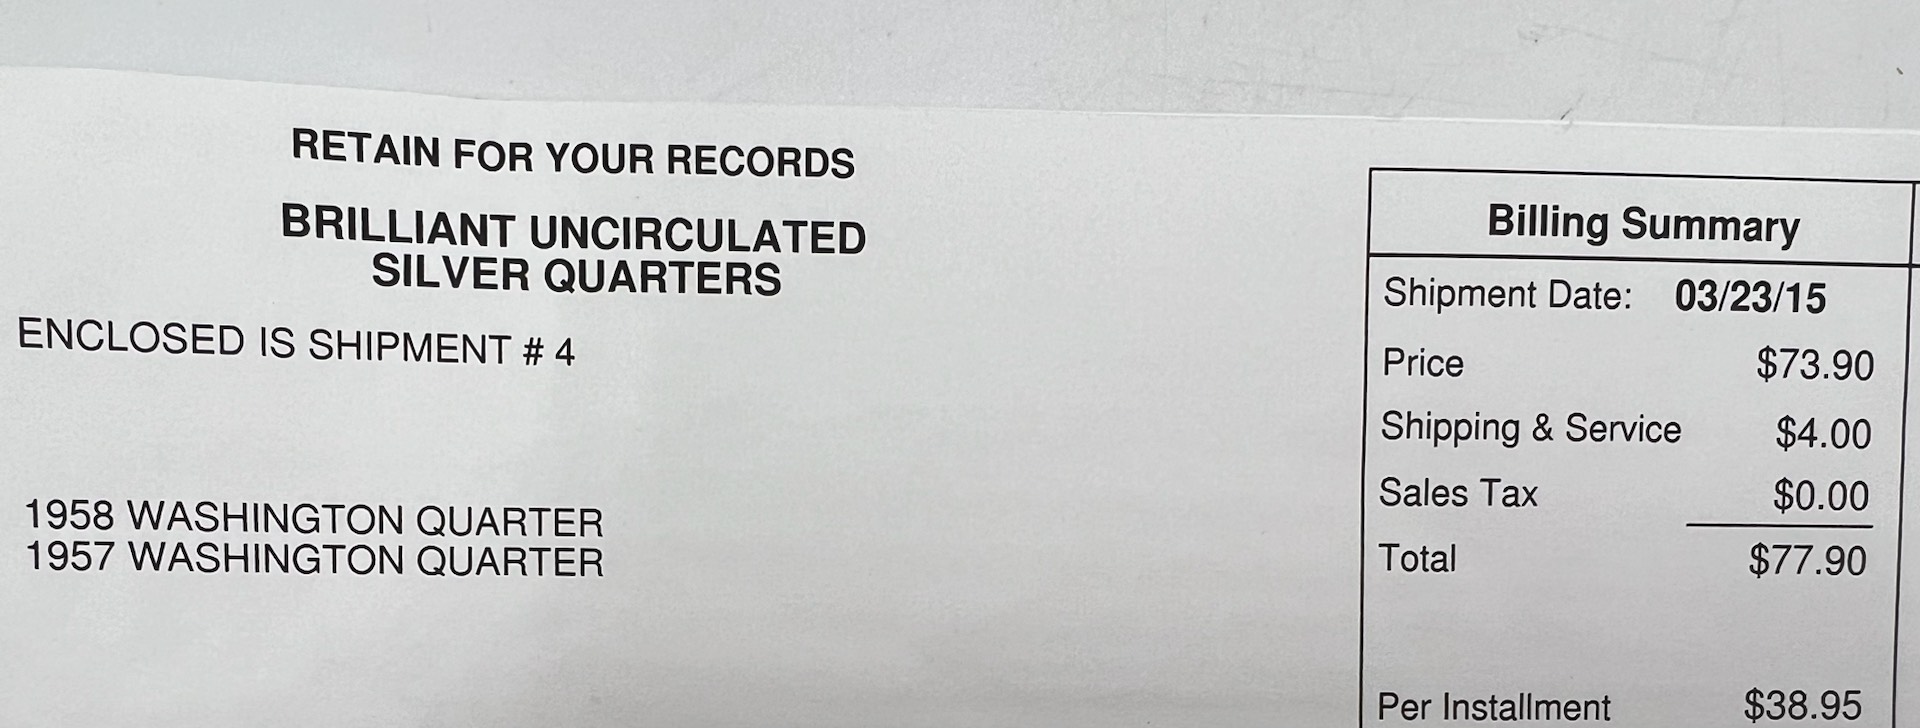 RETAIN FOR YOUR RECORDS
BRILLIANT UNCIRCULATED
SILVER QUARTERS
ENCLOSED IS SHIPMENT # 4
1958 WASHINGTON QUARTER
1957 WASHINGTON QUARTER
Billing Summary
Shipment Date: 03/23/15
Price $73.90
Shipping & Service $4.00
Sales Tax $0.00
Total $77.90
Per Installment $38.95